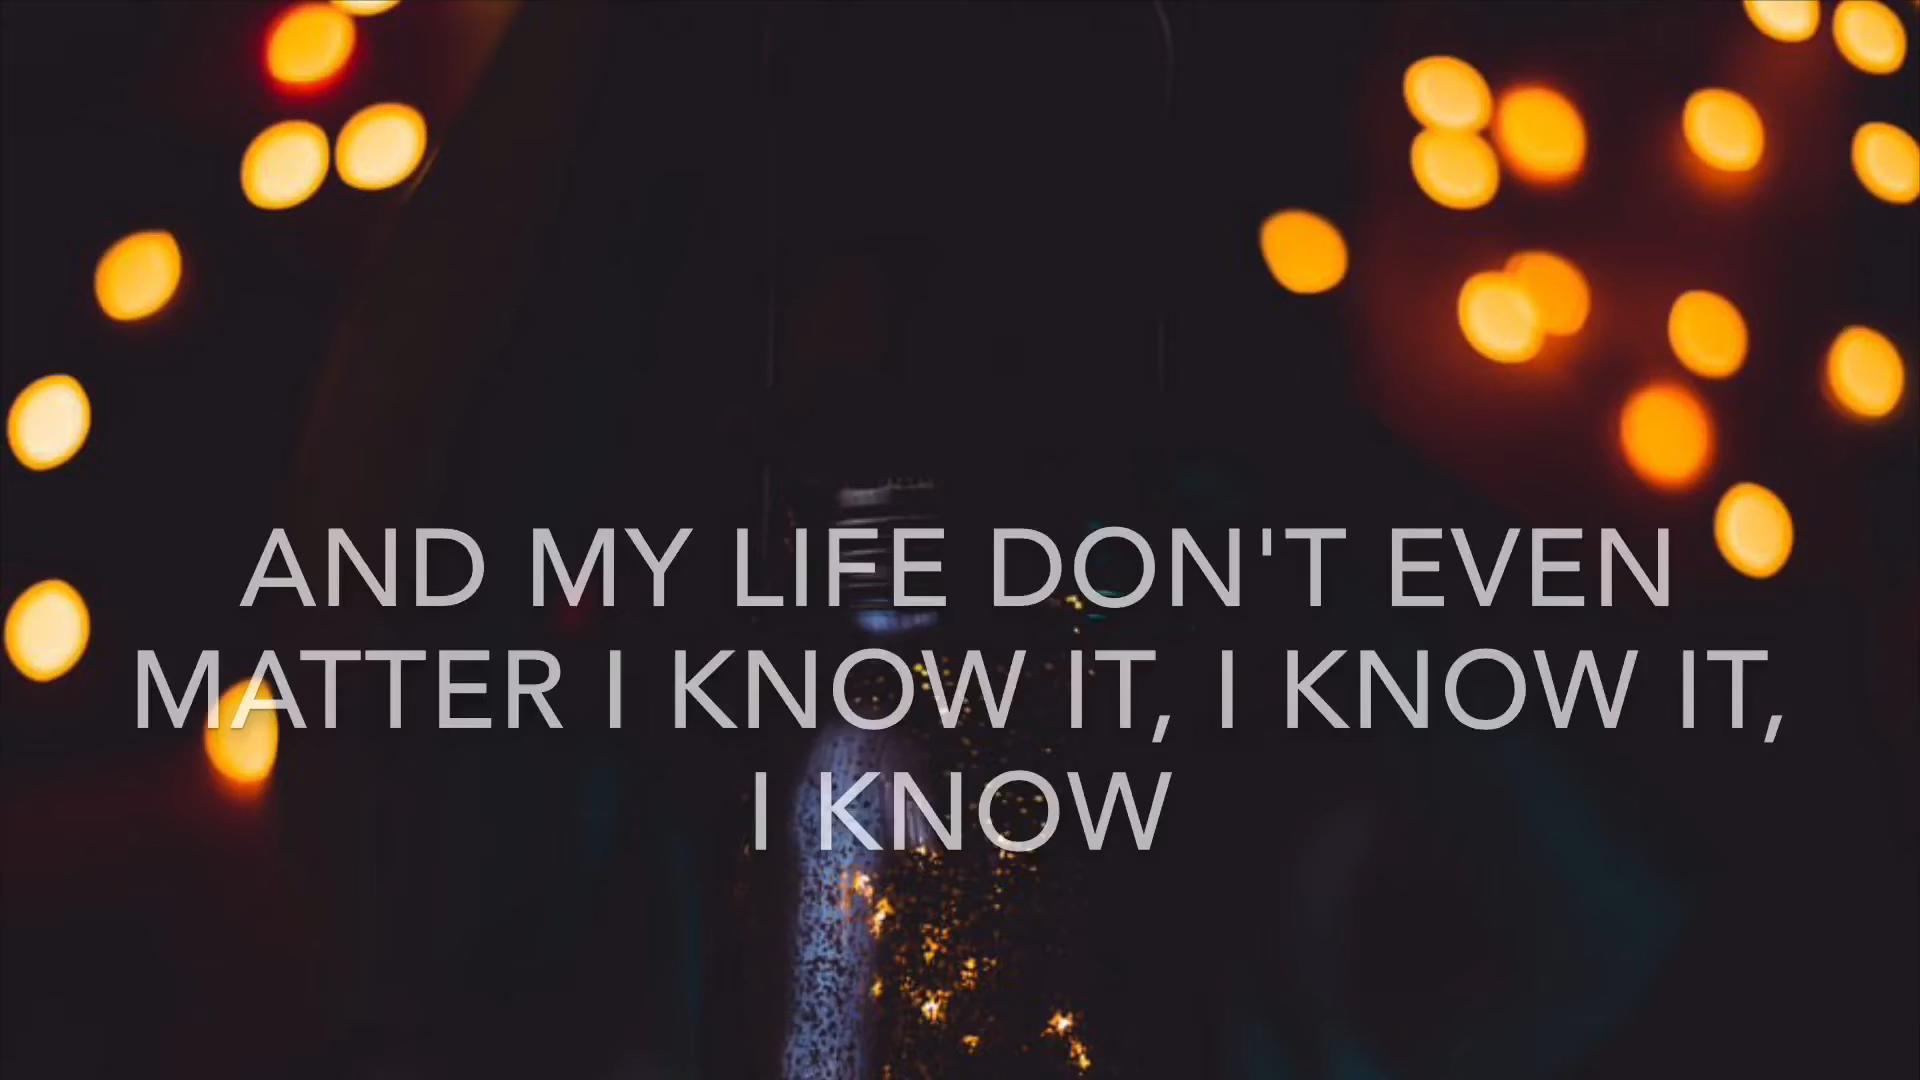 AND MY LIFE DON'T EVEN
MATTER I KNOW IT, I KNOW IT,
I KNOW